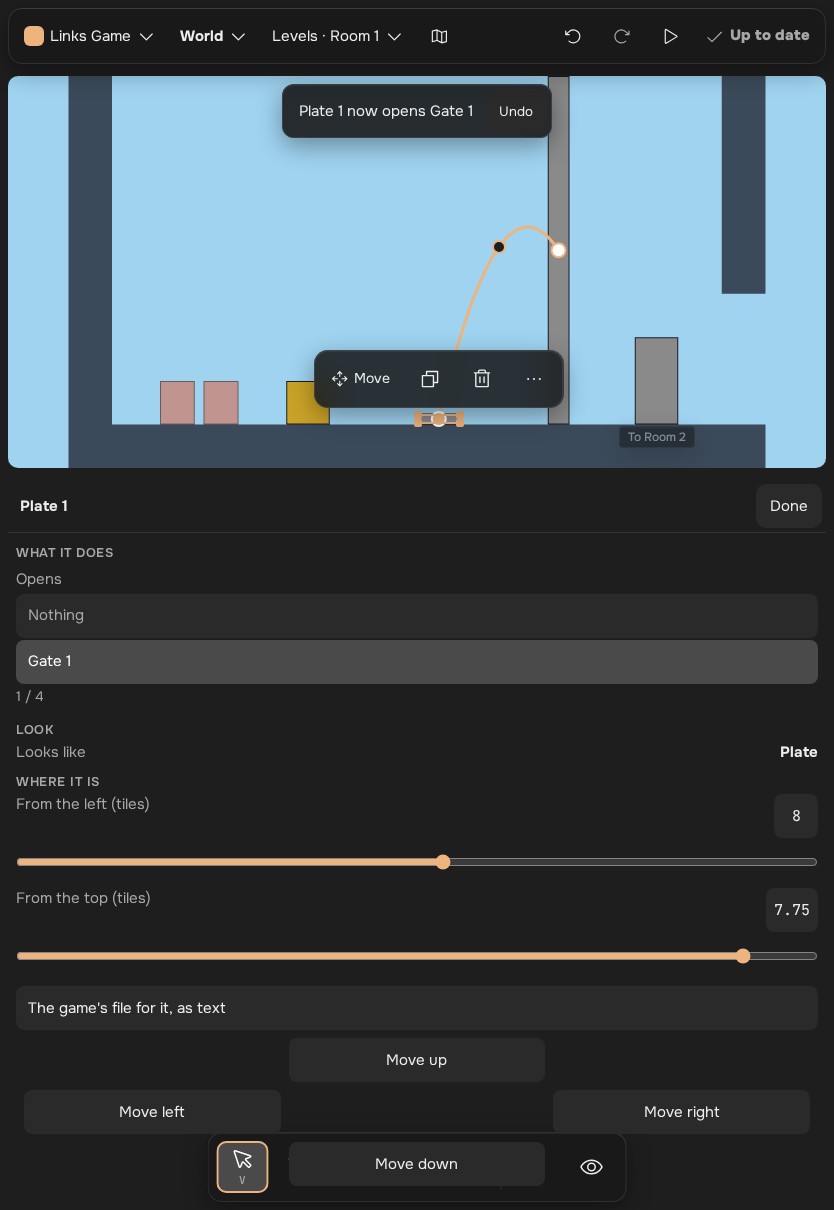 Links Game World Levels · Room 1 Up to date
Plate 1 now opens Gate 1 Undo
Move
To Room 2
Plate 1 Done
WHAT IT DOES
Opens
Nothing
Gate 1
1 / 4
LOOK
Looks like Plate
WHERE IT IS
From the left (tiles) 8
From the top (tiles) 7.75
The game's file for it, as text
Move up
Move left Move right
Move down
V